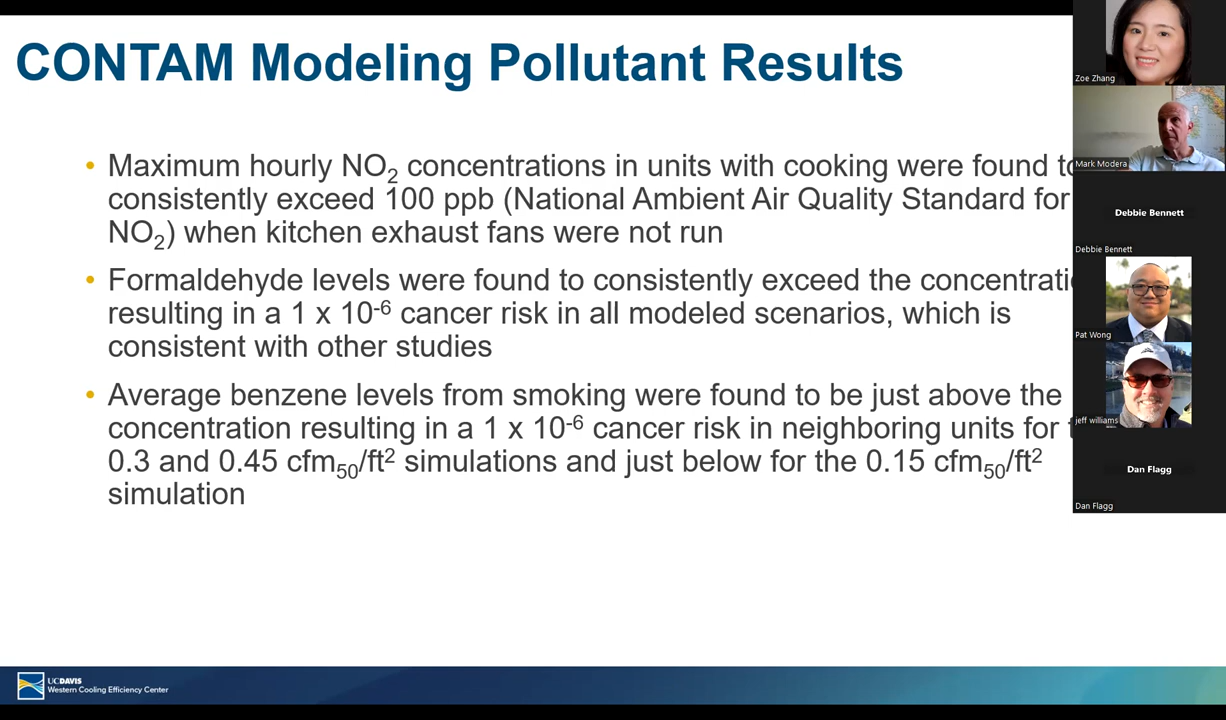 CONTAM Modeling Pollutant Results
• Maximum hourly NO₂ concentrations in units with cooking were found to
consistently exceed 100 ppb (National Ambient Air Quality Standard for
NO₂) when kitchen exhaust fans were not run
• Formaldehyde levels were found to consistently exceed the concentratio
resulting in a 1 x 10⁻⁶ cancer risk in all modeled scenarios, which is
consistent with other studies
• Average benzene levels from smoking were found to be just above the
concentration resulting in a 1 x 10⁻⁶ cancer risk in neighboring units for
0.3 and 0.45 cfm₅₀/ft² simulations and just below for the 0.15 cfm₅₀/ft²
simulation
Zoe Zhang
Mark Modera
Debbie Bennett
Debbie Bennett
Pat Wong
jeff williams
Dan Flagg
Dan Flagg
UCDAVIS
Western Cooling Efficiency Center